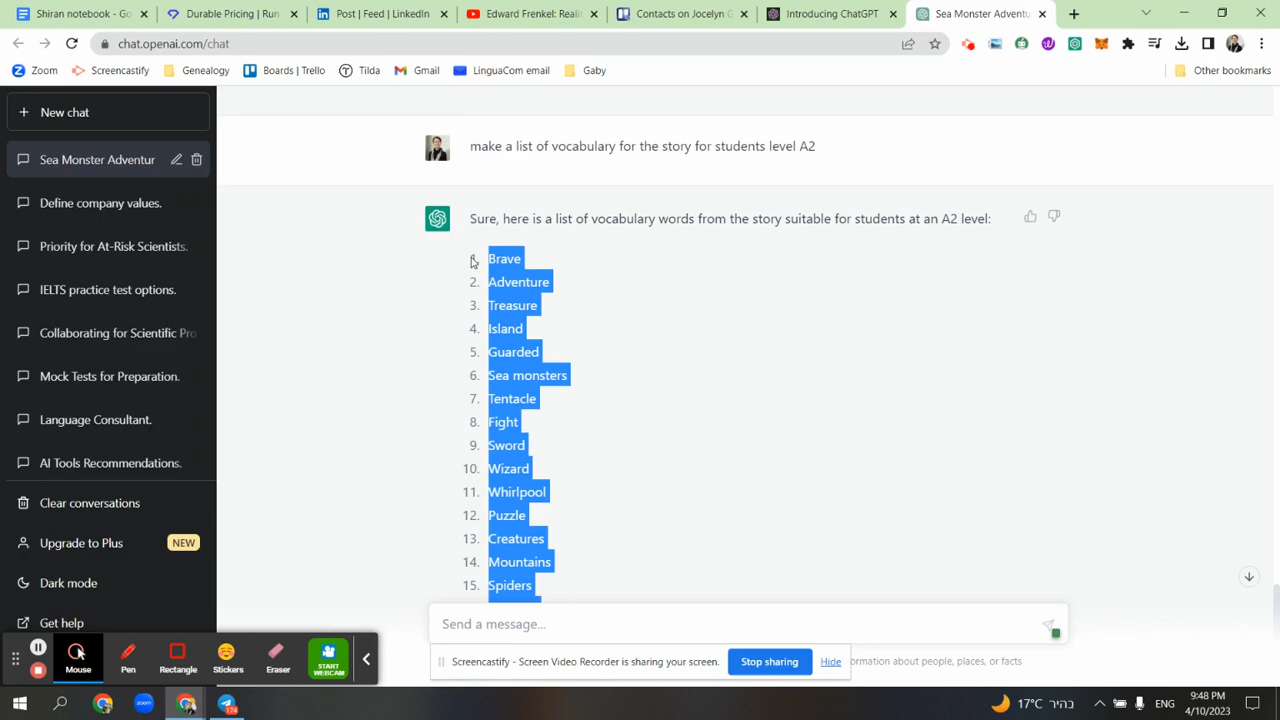 Shiran notebook - Go
Durable Pricing | Run
Post | Feed | LinkedIn
Edward Frenkel: Reali
Contacts on Jocelyn G
Introducing ChatGPT
Sea Monster Adventu
chat.openai.com/chat
Zoom
Screencastify
Genealogy
Boards | Trello
Tilda
Gmail
LinguaCom email
Gaby
Other bookmarks
New chat
Sea Monster Adventur
Define company values.
Priority for At-Risk Scientists.
IELTS practice test options.
Collaborating for Scientific Pro
Mock Tests for Preparation.
Language Consultant.
AI Tools Recommendations.
Clear conversations
Upgrade to Plus NEW
Dark mode
Get help
make a list of vocabulary for the story for students level A2
Sure, here is a list of vocabulary words from the story suitable for students at an A2 level:
Brave
2. Adventure
3. Treasure
4. Island
5. Guarded
6. Sea monsters
7. Tentacle
8. Fight
9. Sword
10. Wizard
11. Whirlpool
12. Puzzle
13. Creatures
14. Mountains
15. Spiders
Send a message...
Screencastify - Screen Video Recorder is sharing your screen. Stop sharing Hide
formation about people, places, or facts
Mouse
Pen
Rectangle
Stickers
Eraser
START WEBCAM
174
17°C בהיר
ENG
9:48 PM
4/10/2023